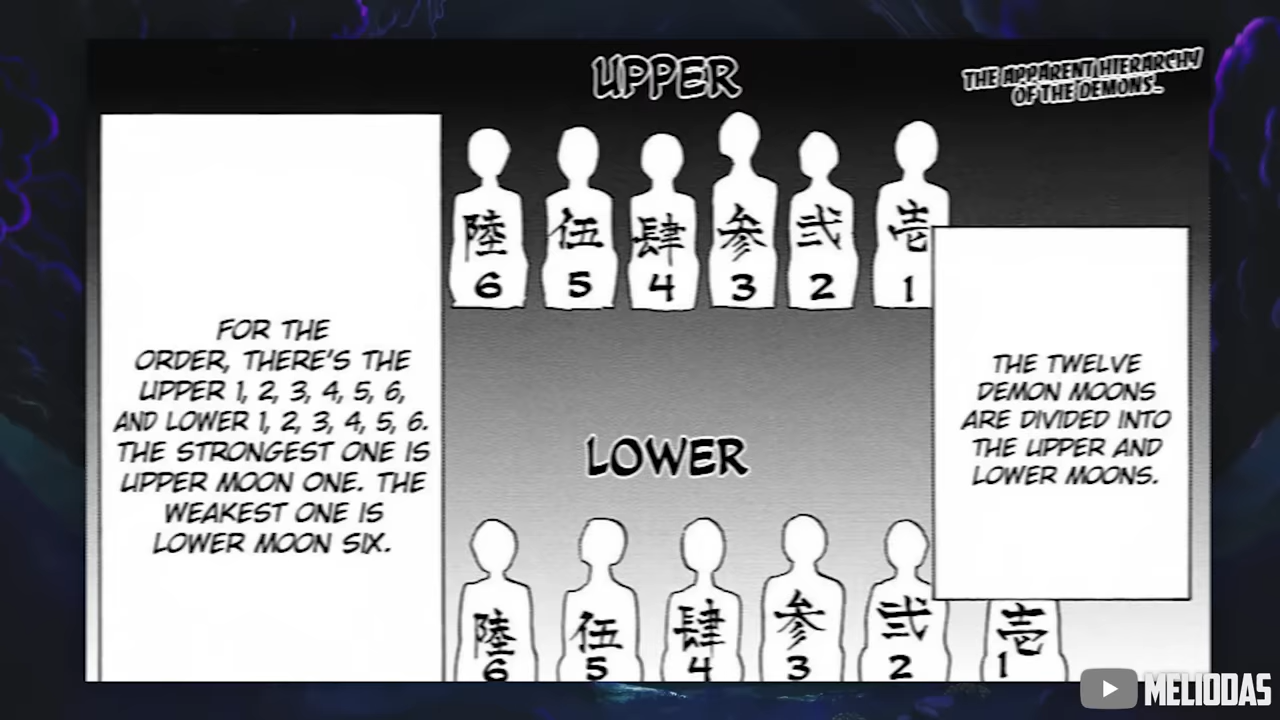 UPPER
THE APPARENT HIERARCHY
OF THE DEMONS...
陸 伍 肆 参 弐 壱
6 5 4 3 2 1
THE TWELVE
DEMON MOONS
ARE DIVIDED INTO
THE UPPER AND
LOWER MOONS.
FOR THE
ORDER, THERE'S THE
UPPER 1, 2, 3, 4, 5, 6,
AND LOWER 1, 2, 3, 4, 5, 6.
THE STRONGEST ONE IS
UPPER MOON ONE. THE
WEAKEST ONE IS
LOWER MOON SIX.
LOWER
陸 伍 肆 参 弐 壱
6 5 4 3 2 1
MELIODAS